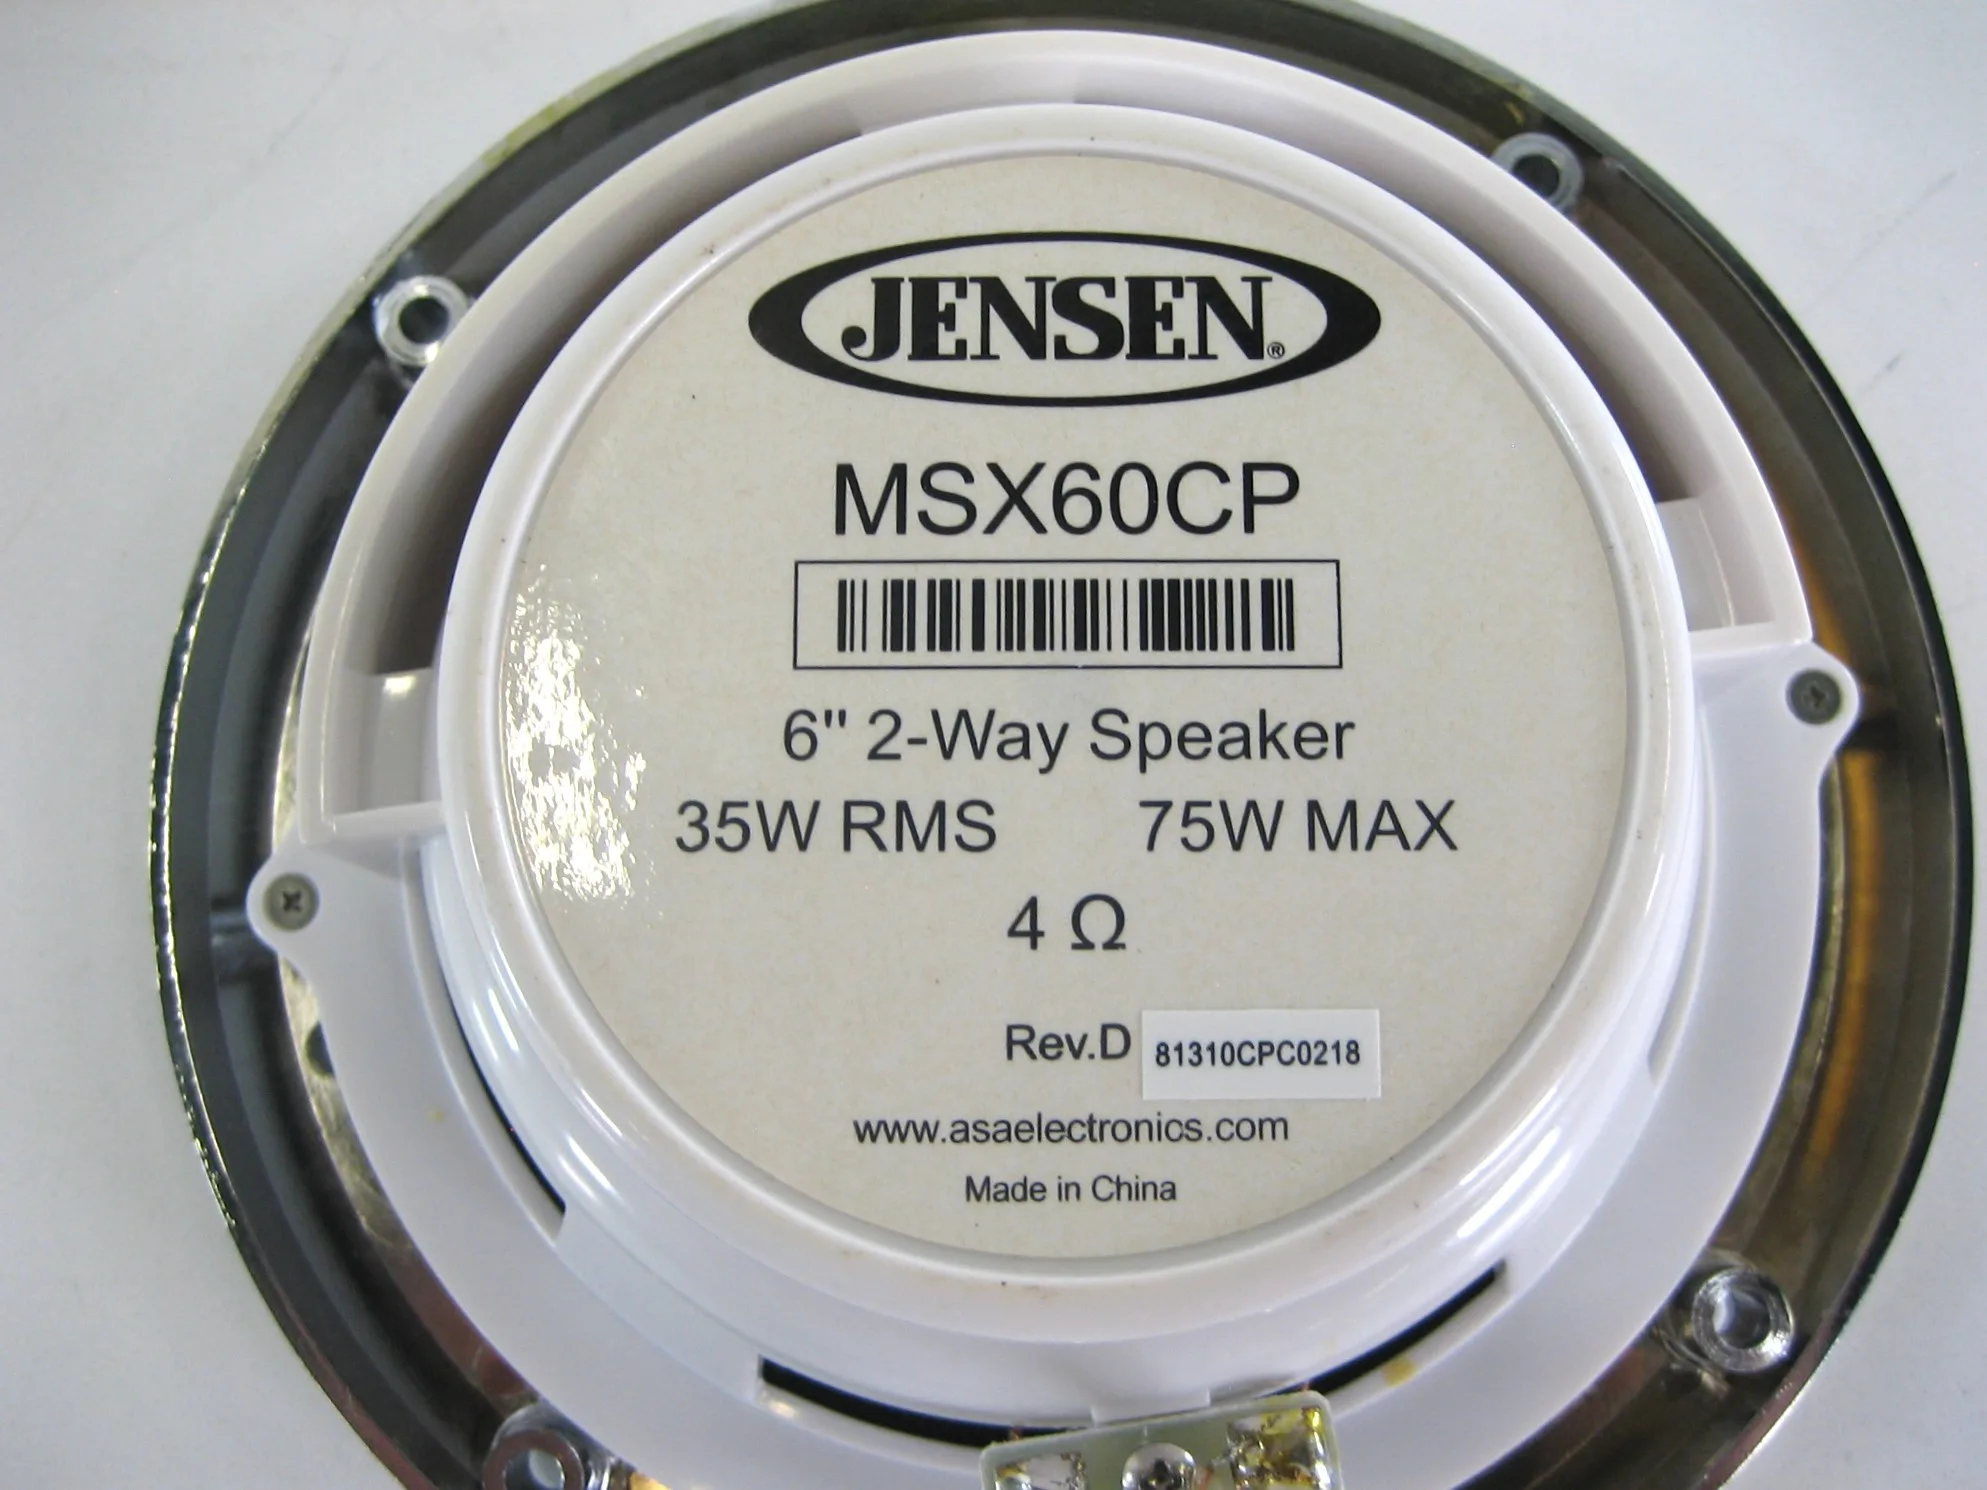 JENSEN®
MSX60CP
6" 2-Way Speaker
35W RMS 75W MAX
4 Ω
Rev.D 81310CPC0218
www.asaelectronics.com
Made in China